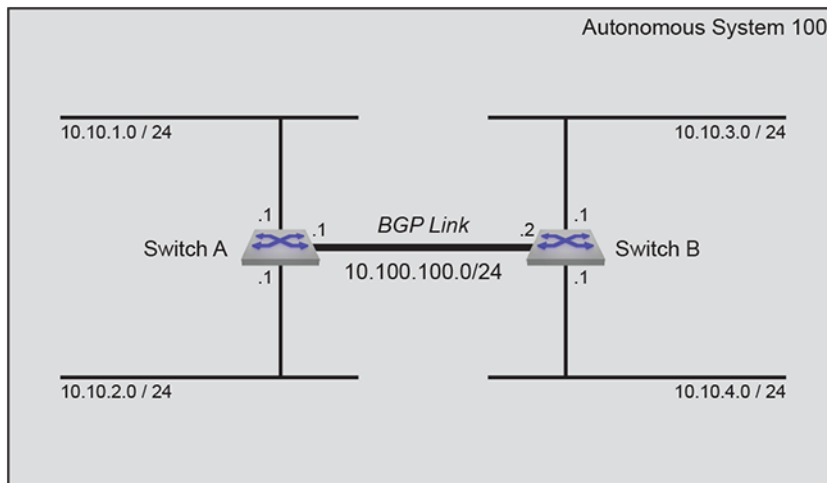 Autonomous System 100
10.10.1.0 / 24
10.10.3.0 / 24
.1
.1
Switch A
.1
BGP Link
.2
Switch B
10.100.100.0/24
.1
.1
10.10.2.0 / 24
10.10.4.0 / 24